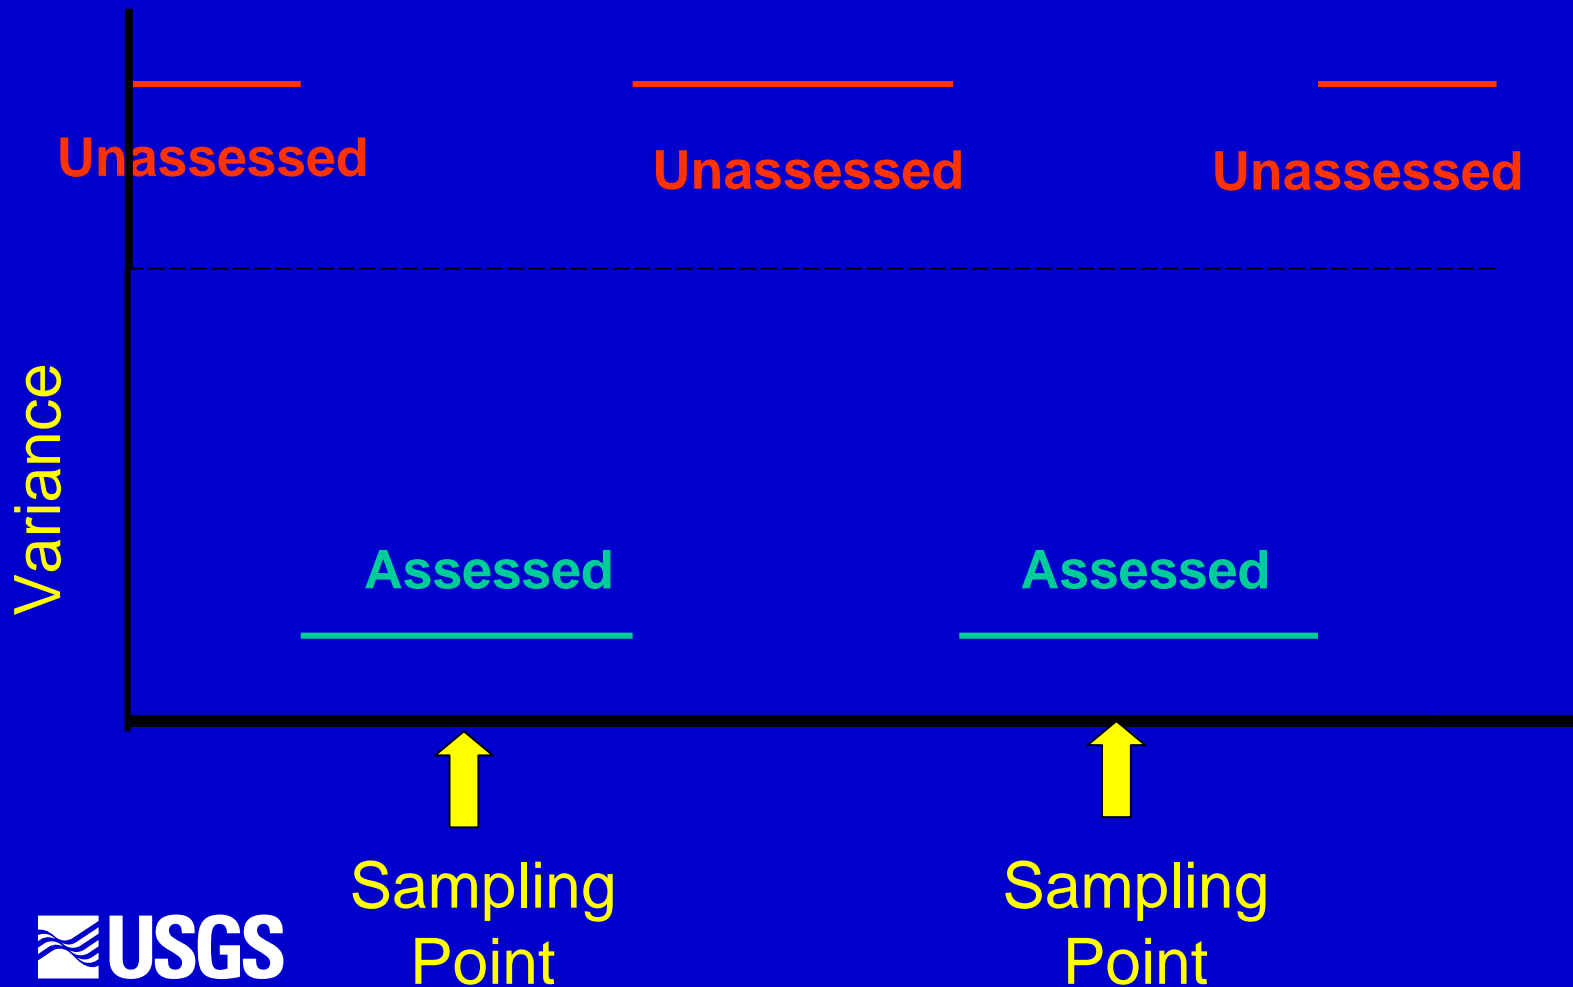 Unassessed
Unassessed
Unassessed
Variance
Assessed
Assessed
Sampling
Point
Sampling
Point
USGS